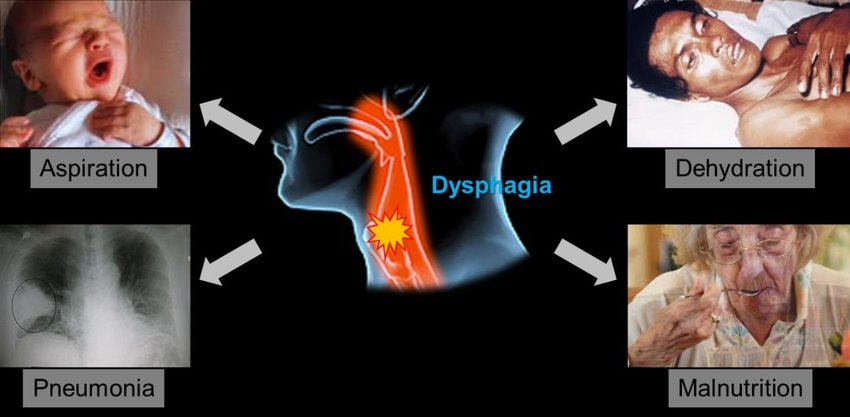 Aspiration
Dehydration
Dysphagia
Pneumonia
Malnutrition